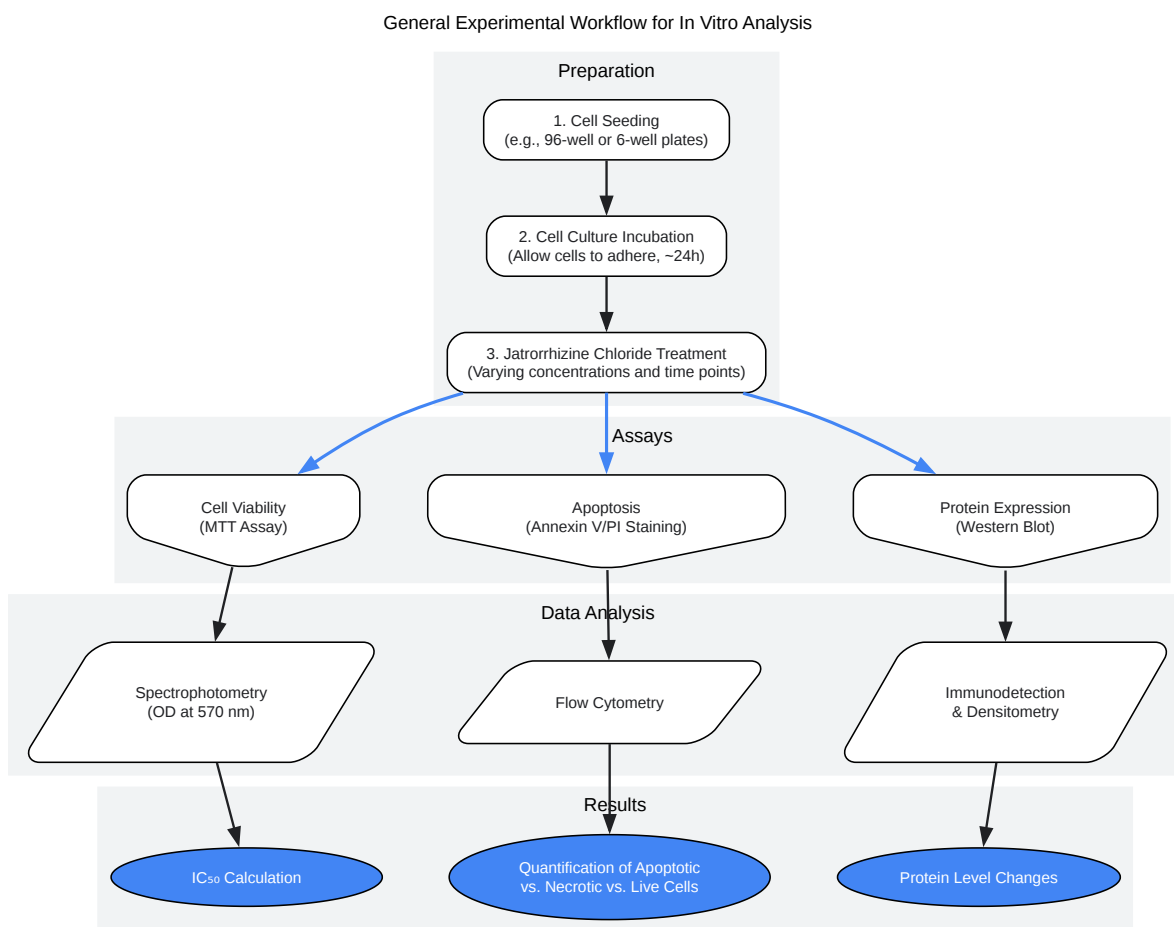 General Experimental Workflow for In Vitro Analysis
Preparation
1. Cell Seeding
(e.g., 96-well or 6-well plates)
2. Cell Culture Incubation
(Allow cells to adhere, ~24h)
3. Jatrorrhizine Chloride Treatment
(Varying concentrations and time points)
Assays
Cell Viability
(MTT Assay)
Apoptosis
(Annexin V/PI Staining)
Protein Expression
(Western Blot)
Data Analysis
Spectrophotometry
(OD at 570 nm)
Flow Cytometry
Immunodetection
& Densitometry
Results
IC₅₀ Calculation
Quantification of Apoptotic
vs. Necrotic vs. Live Cells
Protein Level Changes